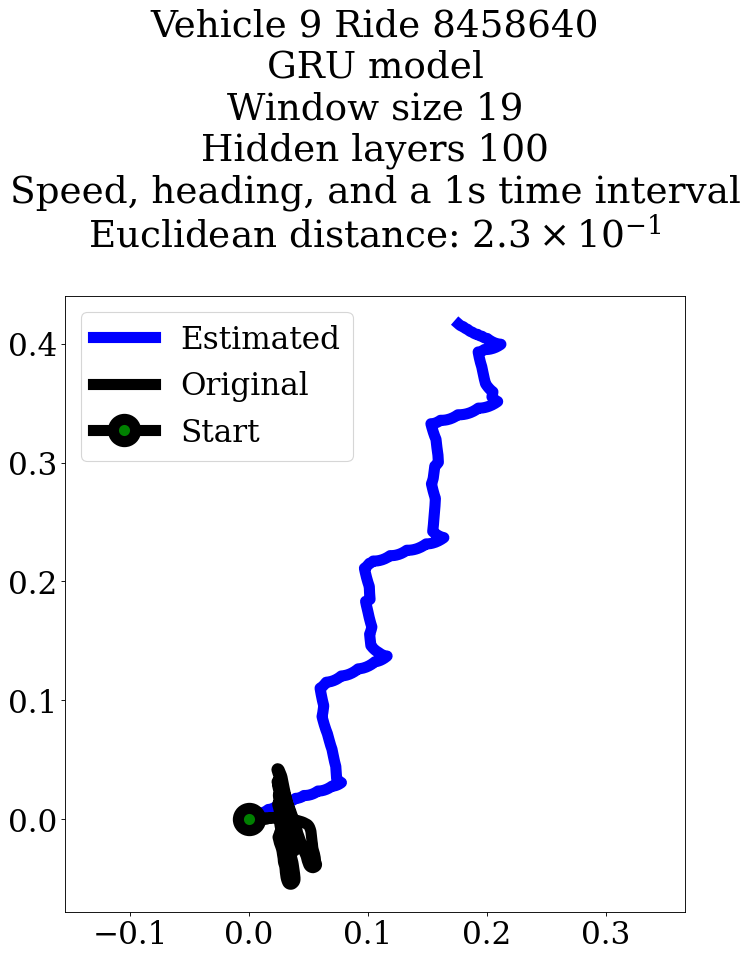 Vehicle 9 Ride 8458640
GRU model
Window size 19
Hidden layers 100
Speed, heading, and a 1s time interval
Euclidean distance: 2.3 × 10⁻¹
Estimated
Original
Start
0.4
0.3
0.2
0.1
0.0
−0.1 0.0 0.1 0.2 0.3